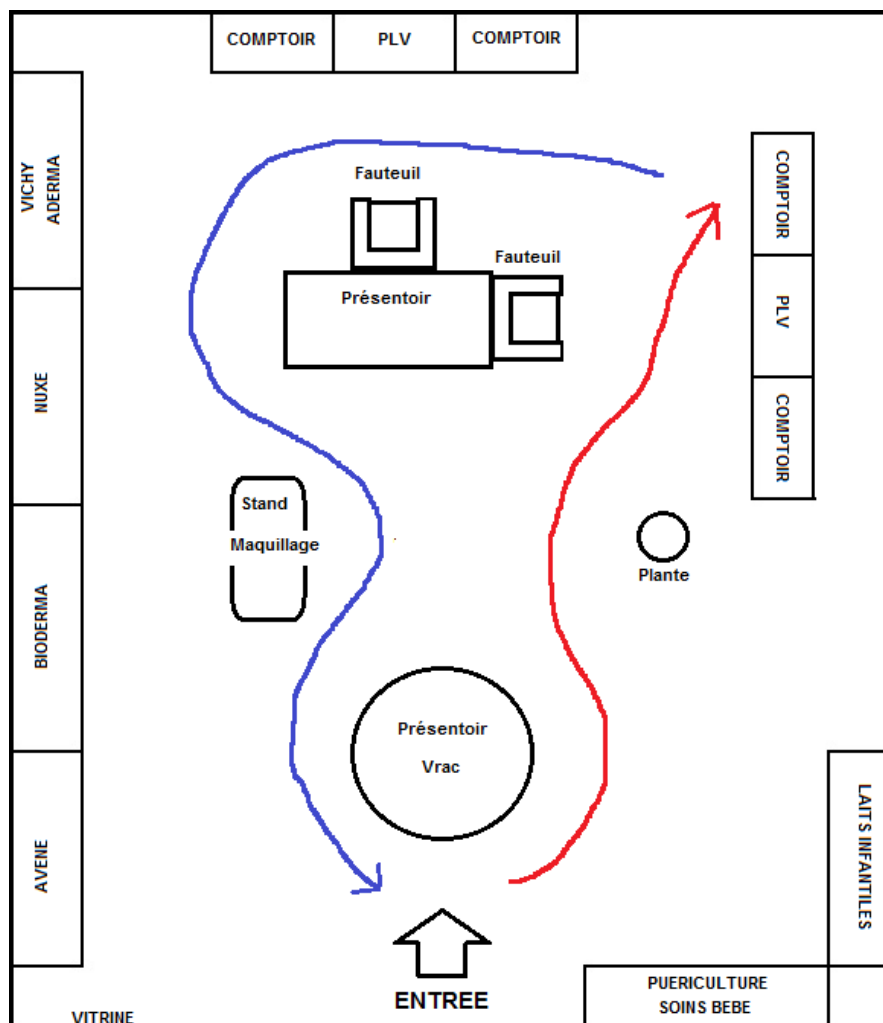 COMPTOIR
PLV
COMPTOIR
VICHY
ADERMA
Fauteuil
Fauteuil
Présentoir
COMPTOIR
PLV
COMPTOIR
NUXE
Stand
Maquillage
Plante
BIODERMA
Présentoir
Vrac
AVENE
LAITS INFANTILES
ENTREE
PUERICULTURE
SOINS BEBE
VITRINE